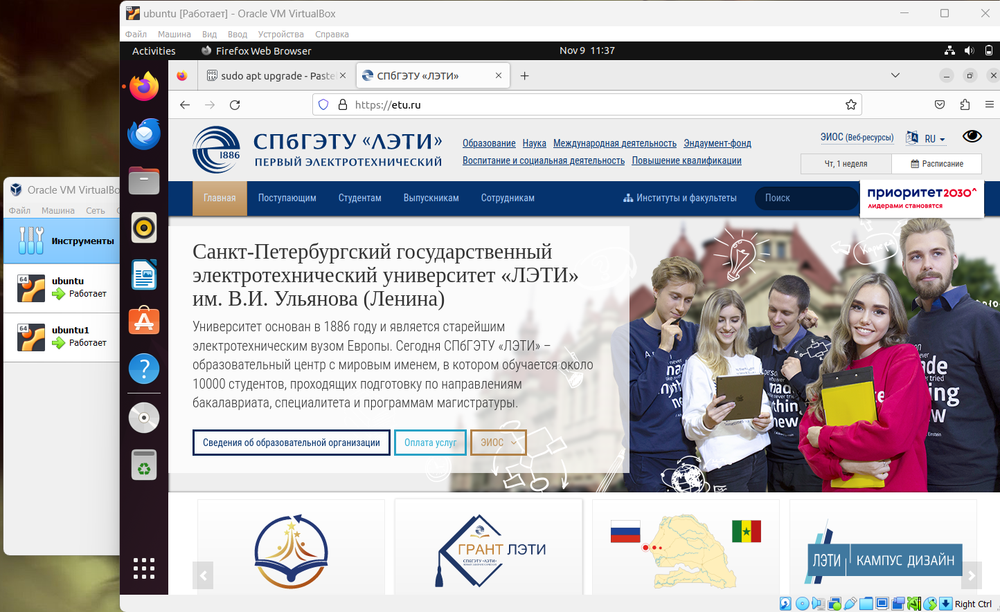 ubuntu [Работает] - Oracle VM VirtualBox
Файл Машина Вид Ввод Устройства Справка
Activities Firefox Web Browser Nov 9 11:37
sudo apt upgrade - Paste
СПбГЭТУ «ЛЭТИ»
https://etu.ru
1886
СПбГЭТУ «ЛЭТИ»
ПЕРВЫЙ ЭЛЕКТРОТЕХНИЧЕСКИЙ
Образование Наука Международная деятельность Эндаумент-фонд
Воспитание и социальная деятельность Повышение квалификации
ЭИОС (Веб-ресурсы) RU
Чт, 1 неделя Расписание
Главная Поступающим Студентам Выпускникам Сотрудникам Институты и факультеты Поиск
приоритет2030^
лидерами становятся
Oracle VM VirtualBo
Файл Машина Сеть
Инструменты
64
ubuntu
Работает
64
ubuntu1
Работает
Санкт-Петербургский государственный
электротехнический университет «ЛЭТИ»
им. В.И. Ульянова (Ленина)
Университет основан в 1886 году и является старейшим
электротехническим вузом Европы. Сегодня СПбГЭТУ «ЛЭТИ» –
образовательный центр с мировым именем, в котором обучается около
10000 студентов, проходящих подготовку по направлениям
бакалавриата, специалитета и программам магистратуры.
Сведения об образовательной организации Оплата услуг ЭИОС
Карьера
made
anything
new
ГРАНТ ЛЭТИ
СПбГЭТУ «ЛЭТИ»
ЛЭТИ КАМПУС ДИЗАЙН
Right Ctrl